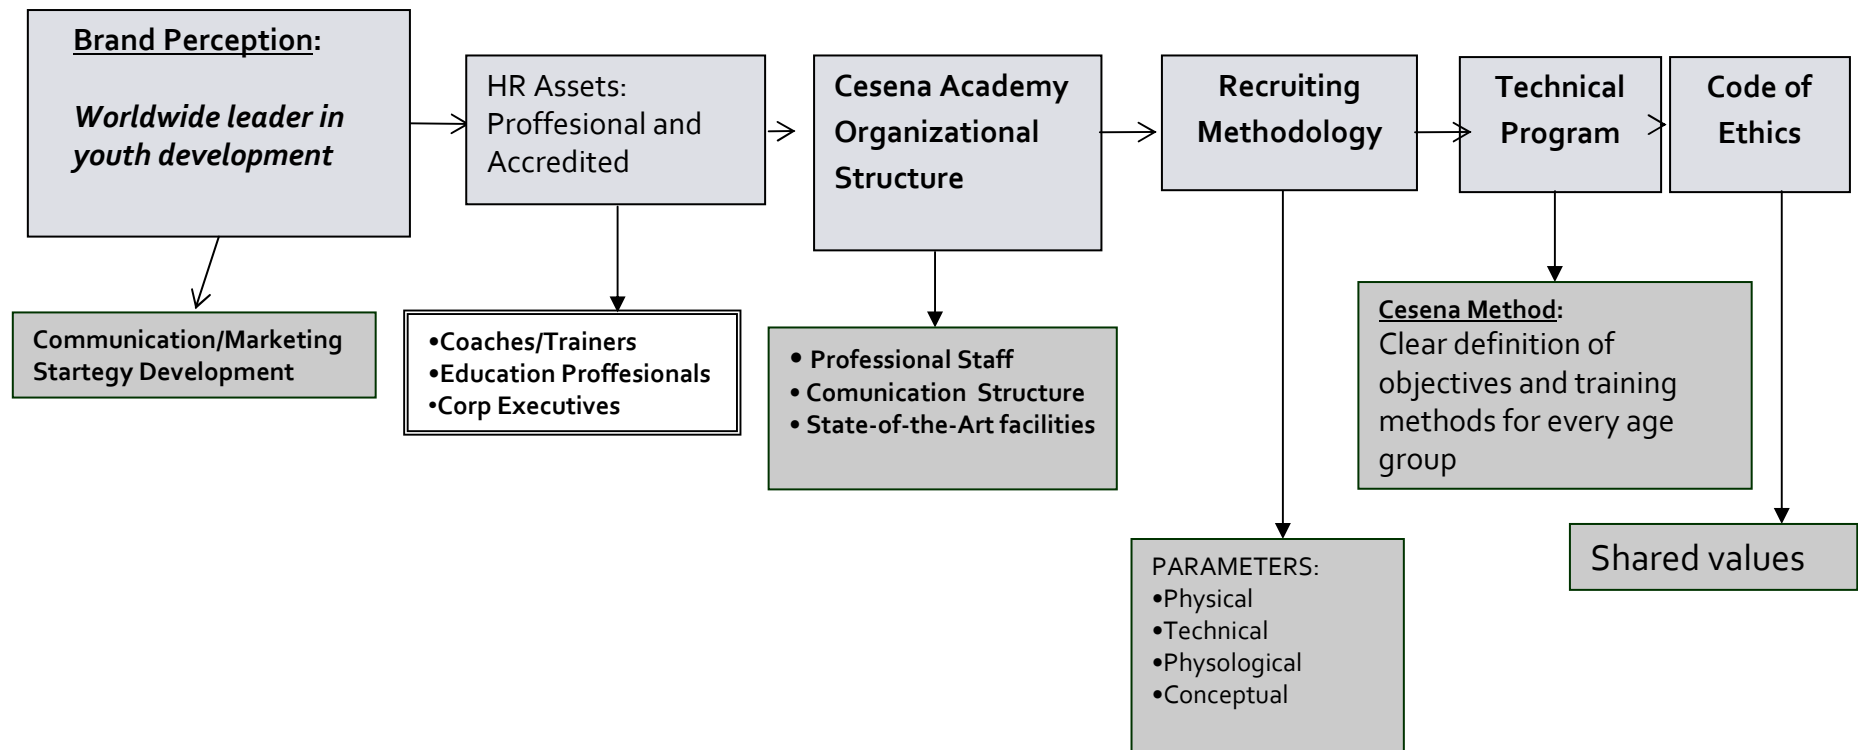 Brand Perception:
Worldwide leader in
youth development
HR Assets:
Proffesional and
Accredited
Cesena Academy
Organizational
Structure
Recruiting
Methodology
Technical
Program
Code of
Ethics
Communication/Marketing
Startegy Development
•Coaches/Trainers
•Education Proffesionals
•Corp Executives
• Professional Staff
• Comunication Structure
• State-of-the-Art facilities
Cesena Method:
Clear definition of
objectives and training
methods for every age
group
PARAMETERS:
•Physical
•Technical
•Physological
•Conceptual
Shared values